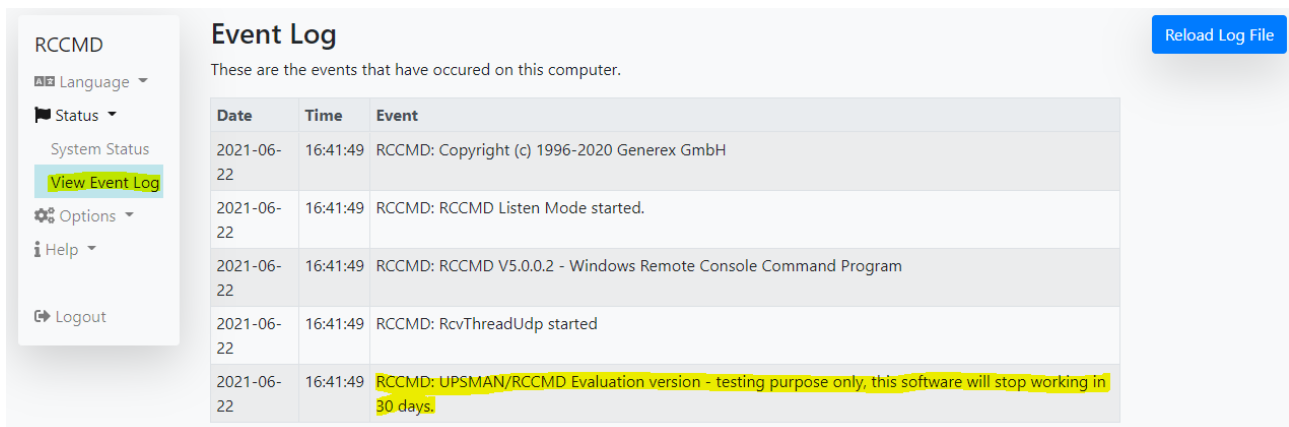 RCCMD
Language
Status
System Status
View Event Log
Options
Help
Logout
Event Log
These are the events that have occured on this computer.
Reload Log File
Date Time Event
2021-06- 16:41:49 RCCMD: Copyright (c) 1996-2020 Generex GmbH
22
2021-06- 16:41:49 RCCMD: RCCMD Listen Mode started.
22
2021-06- 16:41:49 RCCMD: RCCMD V5.0.0.2 - Windows Remote Console Command Program
22
2021-06- 16:41:49 RCCMD: RcvThreadUdp started
22
2021-06- 16:41:49 RCCMD: UPSMAN/RCCMD Evaluation version - testing purpose only, this software will stop working in
22 30 days.